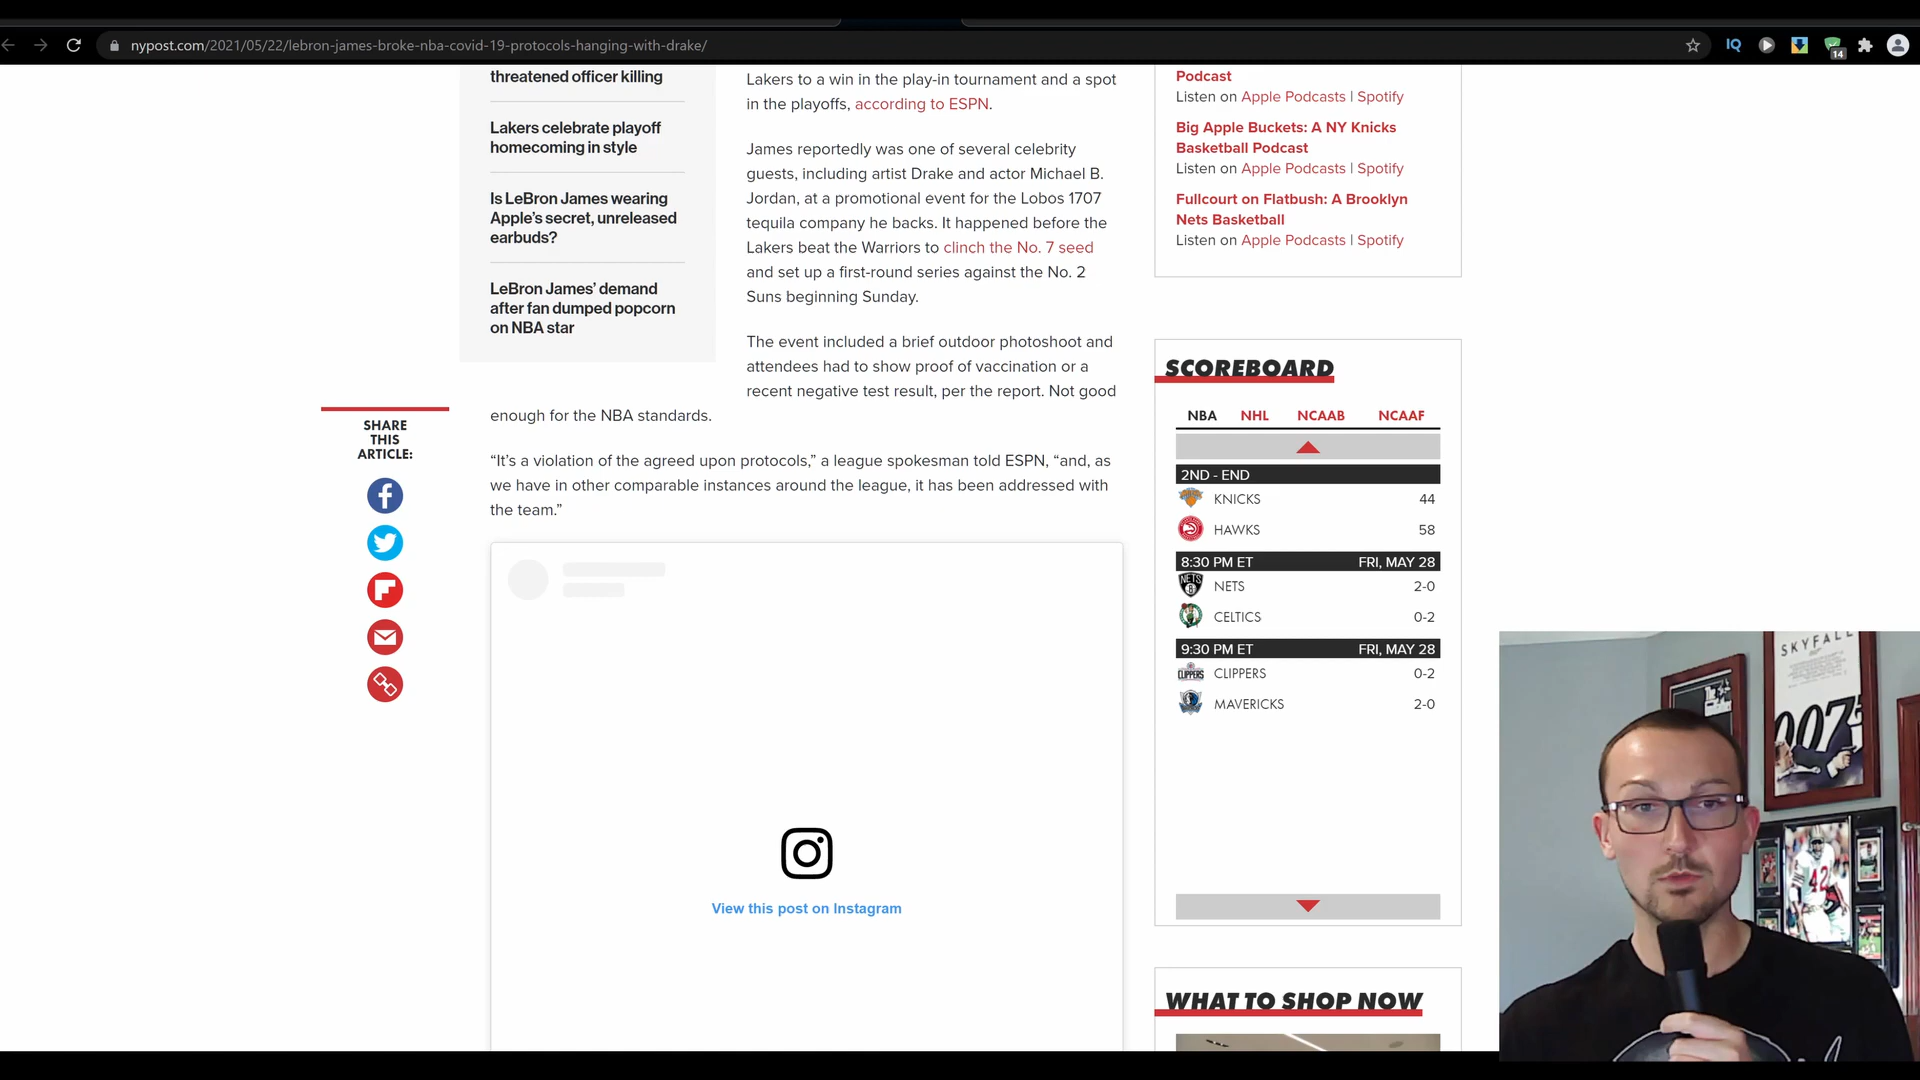 nypost.com/2021/05/22/lebron-james-broke-nba-covid-19-protocols-hanging-with-drake/
IQ
14
threatened officer killing
Lakers celebrate playoff
homecoming in style
Is LeBron James wearing
Apple’s secret, unreleased
earbuds?
LeBron James’ demand
after fan dumped popcorn
on NBA star
SHARE
THIS
ARTICLE:
Lakers to a win in the play-in tournament and a spot
in the playoffs, according to ESPN.
James reportedly was one of several celebrity
guests, including artist Drake and actor Michael B.
Jordan, at a promotional event for the Lobos 1707
tequila company he backs. It happened before the
Lakers beat the Warriors to clinch the No. 7 seed
and set up a first-round series against the No. 2
Suns beginning Sunday.
The event included a brief outdoor photoshoot and
attendees had to show proof of vaccination or a
recent negative test result, per the report. Not good
enough for the NBA standards.
“It’s a violation of the agreed upon protocols,” a league spokesman told ESPN, “and, as
we have in other comparable instances around the league, it has been addressed with
the team.”
View this post on Instagram
Podcast
Listen on Apple Podcasts | Spotify
Big Apple Buckets: A NY Knicks
Basketball Podcast
Listen on Apple Podcasts | Spotify
Fullcourt on Flatbush: A Brooklyn
Nets Basketball
Listen on Apple Podcasts | Spotify
SCOREBOARD
NBA NHL NCAAB NCAAF
2ND - END
KNICKS 44
HAWKS 58
8:30 PM ET FRI, MAY 28
NETS 2-0
CELTICS 0-2
9:30 PM ET FRI, MAY 28
CLIPPERS 0-2
MAVERICKS 2-0
WHAT TO SHOP NOW
SKYFALL
007
42